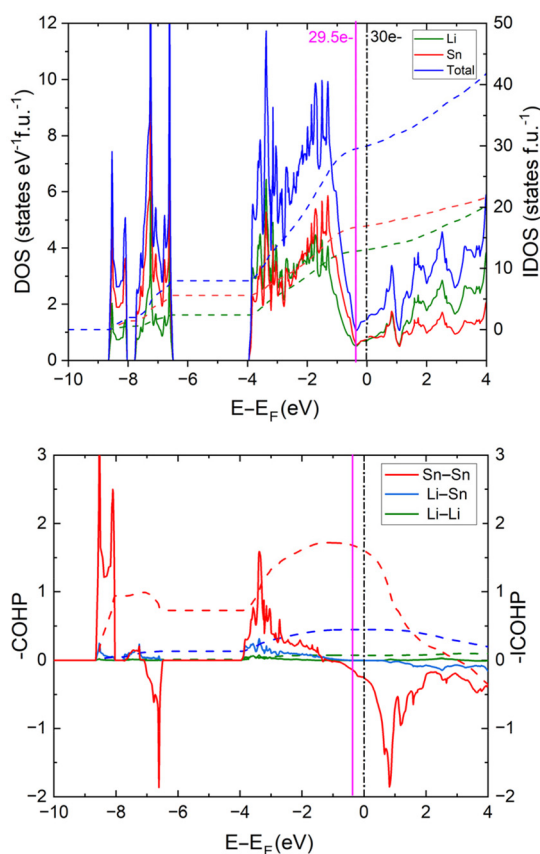 29.5e-
30e-
Li
Sn
Total
DOS (states eV⁻¹f.u.⁻¹)
12
10
8
6
4
2
0
IDOS (states f.u.⁻¹)
50
40
30
20
10
0
−10
−8
−6
−4
−2
0
2
4
E−E_F(eV)
Sn−Sn
Li−Sn
Li−Li
-COHP
3
2
1
0
−1
−2
-ICOHP
3
2
1
0
−1
−2
−10
−8
−6
−4
−2
0
2
4
E−E_F(eV)